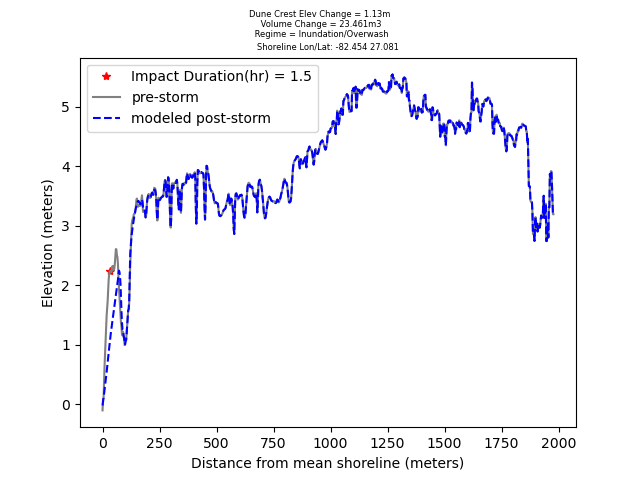 Dune Crest Elev Change = 1.13m
Volume Change = 23.461m3
Regime = Inundation/Overwash
Shoreline Lon/Lat: -82.454 27.081
Impact Duration(hr) = 1.5
pre-storm
modeled post-storm
Elevation (meters)
5
4
3
2
1
0
0 250 500 750 1000 1250 1500 1750 2000
Distance from mean shoreline (meters)